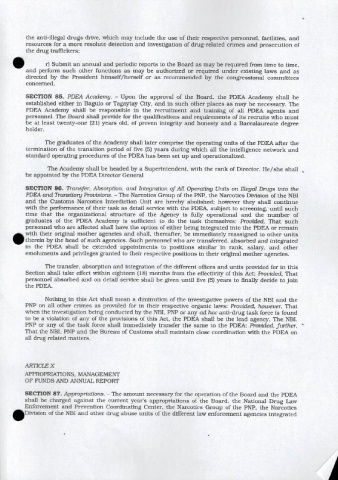 the anti-illegal drugs drive, which may include the use of their respective personnel, facilities, and
resources for a more resolute detection and investigation of drug-related crimes and prosecution of
the drug traffickers;
r) Submit an annual and periodic reports to the Board as may be required from time to time,
and perform such other functions as may be authorized or required under existing laws and as
directed by the President himself/herself or as recommended by the congressional committees
concerned.
SECTION 85. PDEA Academy. – Upon the approval of the Board, the PDEA Academy shall be
established either in Baguio or Tagaytay City, and in such other places as may be necessary. The
PDEA Academy shall be responsible in the recruitment and training of all PDEA agents and
personnel. The Board shall provide for the qualifications and requirements of its recruits who must
be at least twenty-one (21) years old, of proven integrity and honesty and a Baccalaureate degree
holder.
The graduates of the Academy shall later comprise the operating units of the PDEA after the
termination of the transition period of five (5) years during which all the intelligence network and
standard operating procedures of the PDEA has been set up and operationalized.
The Academy shall be headed by a Superintendent, with the rank of Director. He/she shall
be appointed by the PDEA Director General
SECTION 86. Transfer, Absorption, and Integration of All Operating Units on Illegal Drugs into the
PDEA and Transitory Provisions. – The Narcotics Group of the PNP, the Narcotics Division of the NBI
and the Customs Narcotics Interdiction Unit are hereby abolished; however they shall continue
with the performance of their task as detail service with the PDEA, subject to screening, until such
time that the organizational structure of the Agency is fully operational and the number of
graduates of the PDEA Academy is sufficient to do the task themselves: Provided, That such
personnel who are affected shall have the option of either being integrated into the PDEA or remain
with their original mother agencies and shall, thereafter, be immediately reassigned to other units
therein by the head of such agencies. Such personnel who are transferred, absorbed and integrated
in the PDEA shall be extended appointments to positions similar in rank, salary, and other
emoluments and privileges granted to their respective positions in their original mother agencies.
The transfer, absorption and integration of the different offices and units provided for in this
Section shall take effect within eighteen (18) months from the effectivity of this Act: Provided, That
personnel absorbed and on detail service shall be given until five (5) years to finally decide to join
the PDEA.
Nothing in this Act shall mean a diminution of the investigative powers of the NBI and the
PNP on all other crimes as provided for in their respective organic laws: Provided, however, That
when the investigation being conducted by the NBI, PNP or any ad hoc anti-drug task force is found
to be a violation of any of the provisions of this Act, the PDEA shall be the lead agency. The NBI,
PNP or any of the task force shall immediately transfer the same to the PDEA: Provided, further,
That the NBI, PNP and the Bureau of Customs shall maintain close coordination with the PDEA on
all drug related matters.
ARTICLE X
APPROPRIATIONS, MANAGEMENT
OF FUNDS AND ANNUAL REPORT
SECTION 87. Appropriations. – The amount necessary for the operation of the Board and the PDEA
shall be charged against the current year's appropriations of the Board, the National Drug Law
Enforcement and Prevention Coordinating Center, the Narcotics Group of the PNP, the Narcotics
Division of the NBI and other drug abuse units of the different law enforcement agencies integrated